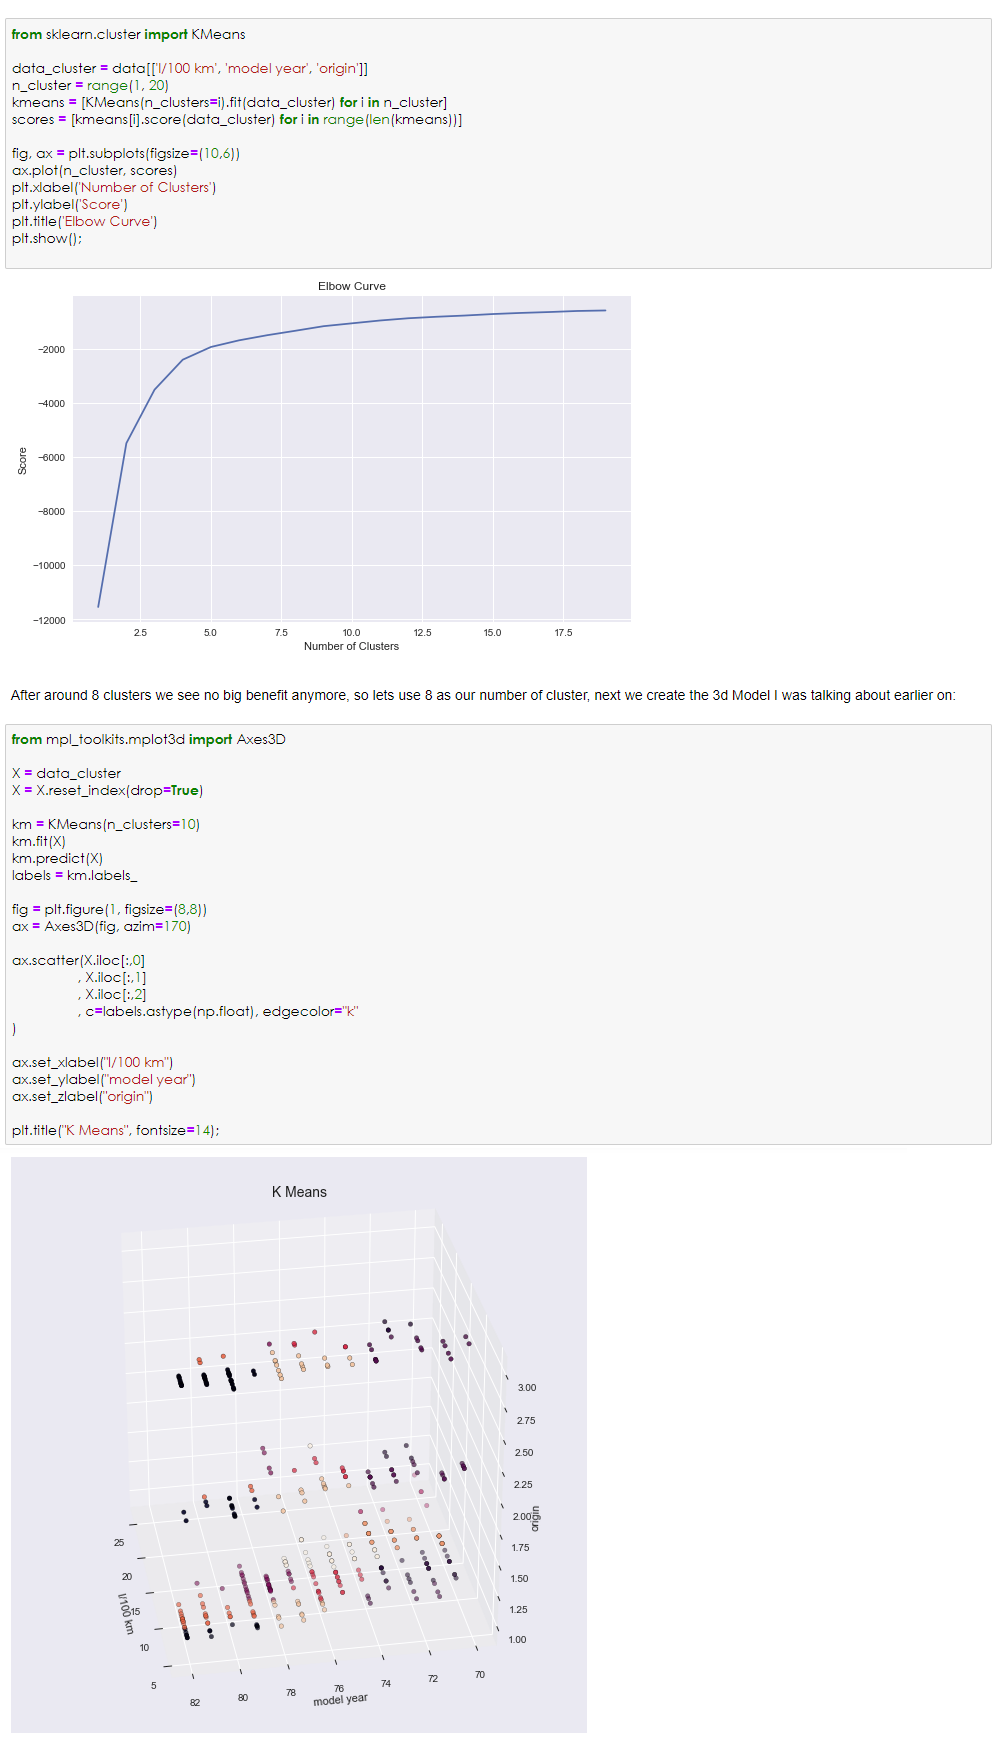 from sklearn.cluster import KMeans
data_cluster = data[['l/100 km', 'model year', 'origin']]
n_cluster = range(1, 20)
kmeans = [KMeans(n_clusters=i).fit(data_cluster) for i in n_cluster]
scores = [kmeans[i].score(data_cluster) for i in range(len(kmeans))]
fig, ax = plt.subplots(figsize=(10,6))
ax.plot(n_cluster, scores)
plt.xlabel('Number of Clusters')
plt.ylabel('Score')
plt.title('Elbow Curve')
plt.show();
Elbow Curve
−2000
−4000
−6000
−8000
−10000
−12000
Score
2.5 5.0 7.5 10.0 12.5 15.0 17.5
Number of Clusters
After around 8 clusters we see no big benefit anymore, so lets use 8 as our number of cluster, next we create the 3d Model I was talking about earlier on:
from mpl_toolkits.mplot3d import Axes3D
X = data_cluster
X = X.reset_index(drop=True)
km = KMeans(n_clusters=10)
km.fit(X)
km.predict(X)
labels = km.labels_
fig = plt.figure(1, figsize=(8,8))
ax = Axes3D(fig, azim=170)
ax.scatter(X.iloc[:,0]
, X.iloc[:,1]
, X.iloc[:,2]
, c=labels.astype(np.float), edgecolor="k"
)
ax.set_xlabel("l/100 km")
ax.set_ylabel("model year")
ax.set_zlabel("origin")
plt.title("K Means", fontsize=14);
K Means
3.00
2.75
2.50
2.25
2.00
1.75
1.50
1.25
1.00
origin
25
20
15
10
5
l/100 km
82 80 78 76 74 72 70
model year